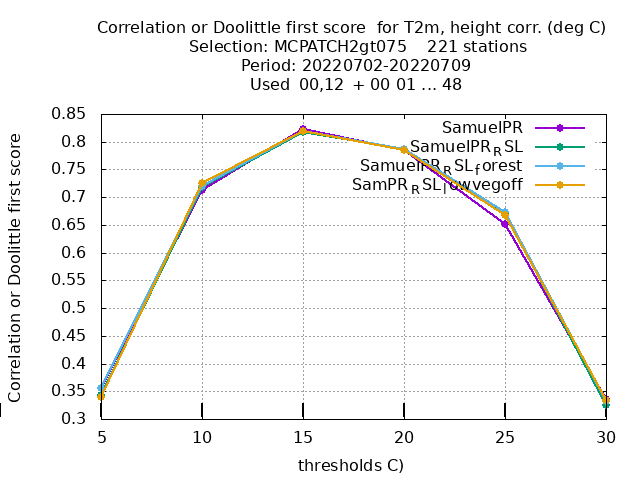 Correlation or Doolittle first score for T2m, height corr. (deg C)
Selection: MCPATCH2gt075 221 stations
Period: 20220702-20220709
Used 00,12 + 00 01 ... 48
Correlation or Doolittle first score
0.85
0.8
0.75
0.7
0.65
0.6
0.55
0.5
0.45
0.4
0.35
0.3
SamuelPR
SamuelPR_RSL
SamuelPR_RSL_forest
SamPR_RSL_lowvegoff
5 10 15 20 25 30
thresholds C)